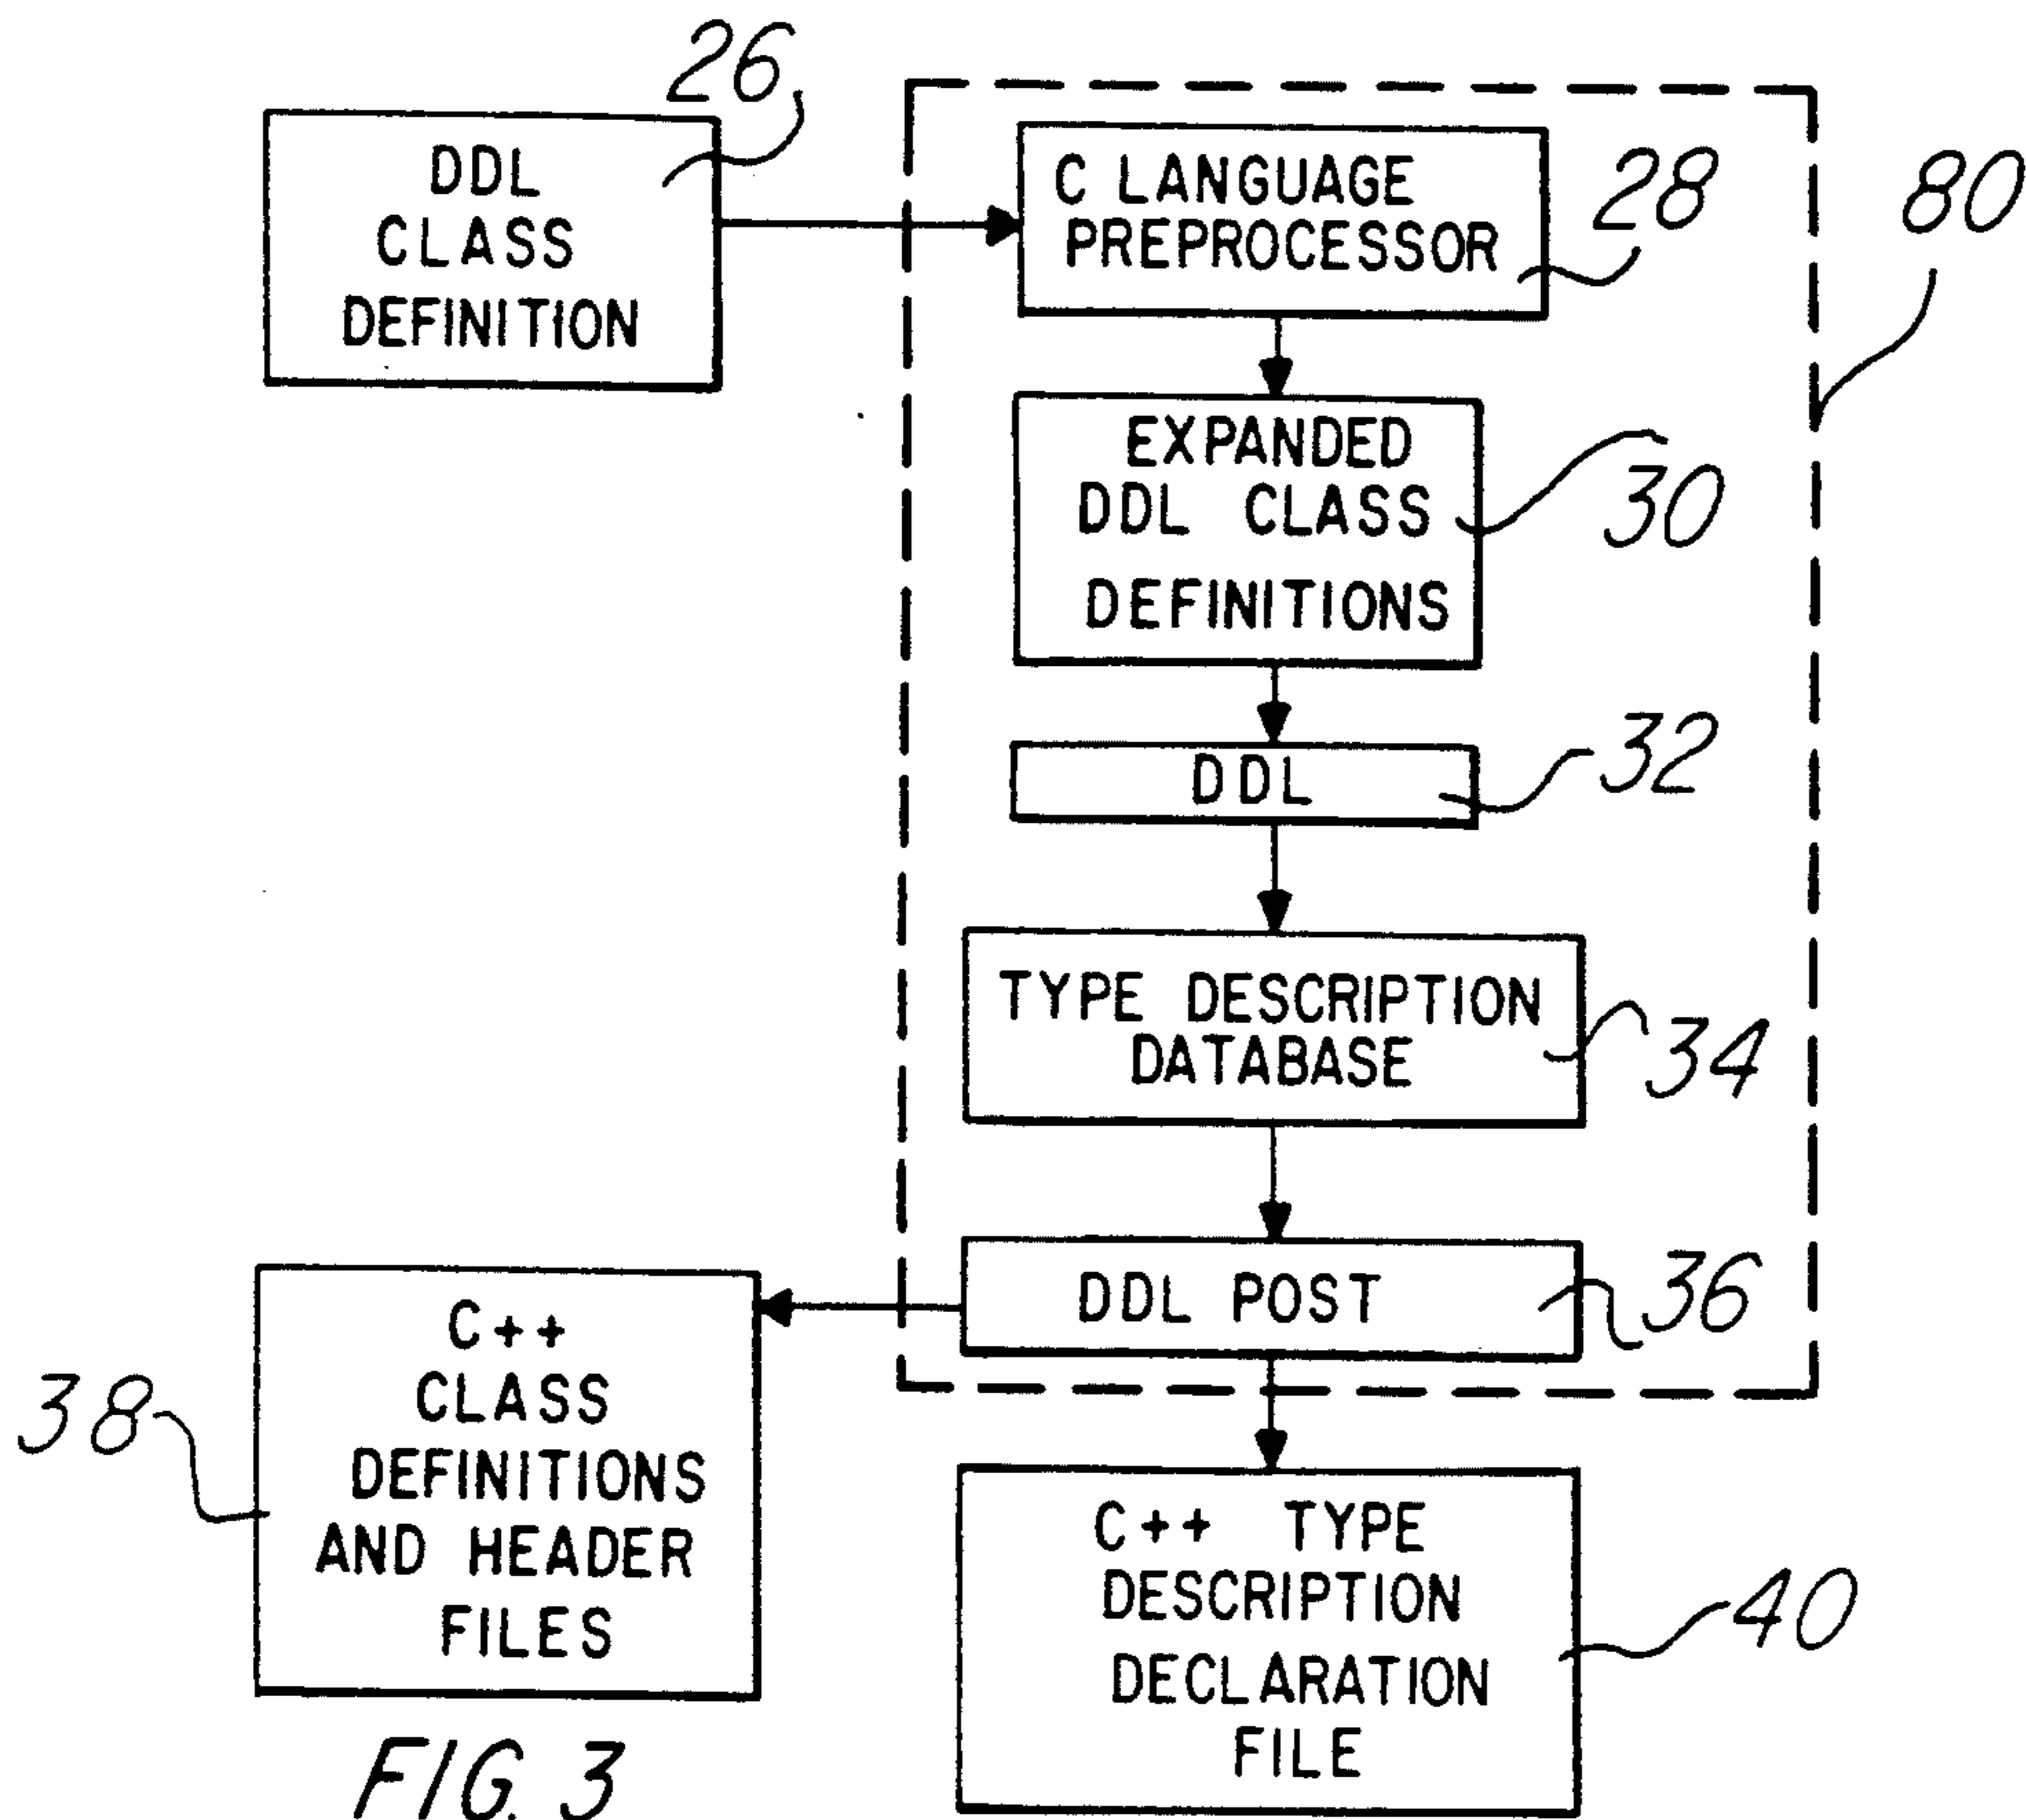 26
DDL
CLASS
DEFINITION
C LANGUAGE
PREPROCESSOR
28
80
EXPANDED
DDL CLASS
DEFINITIONS
30
DDL
32
TYPE DESCRIPTION
DATABASE
34
DDL POST
36
C++
CLASS
DEFINITIONS
AND HEADER
FILES
38
C++ TYPE
DESCRIPTION
DECLARATION
FILE
40
FIG. 3